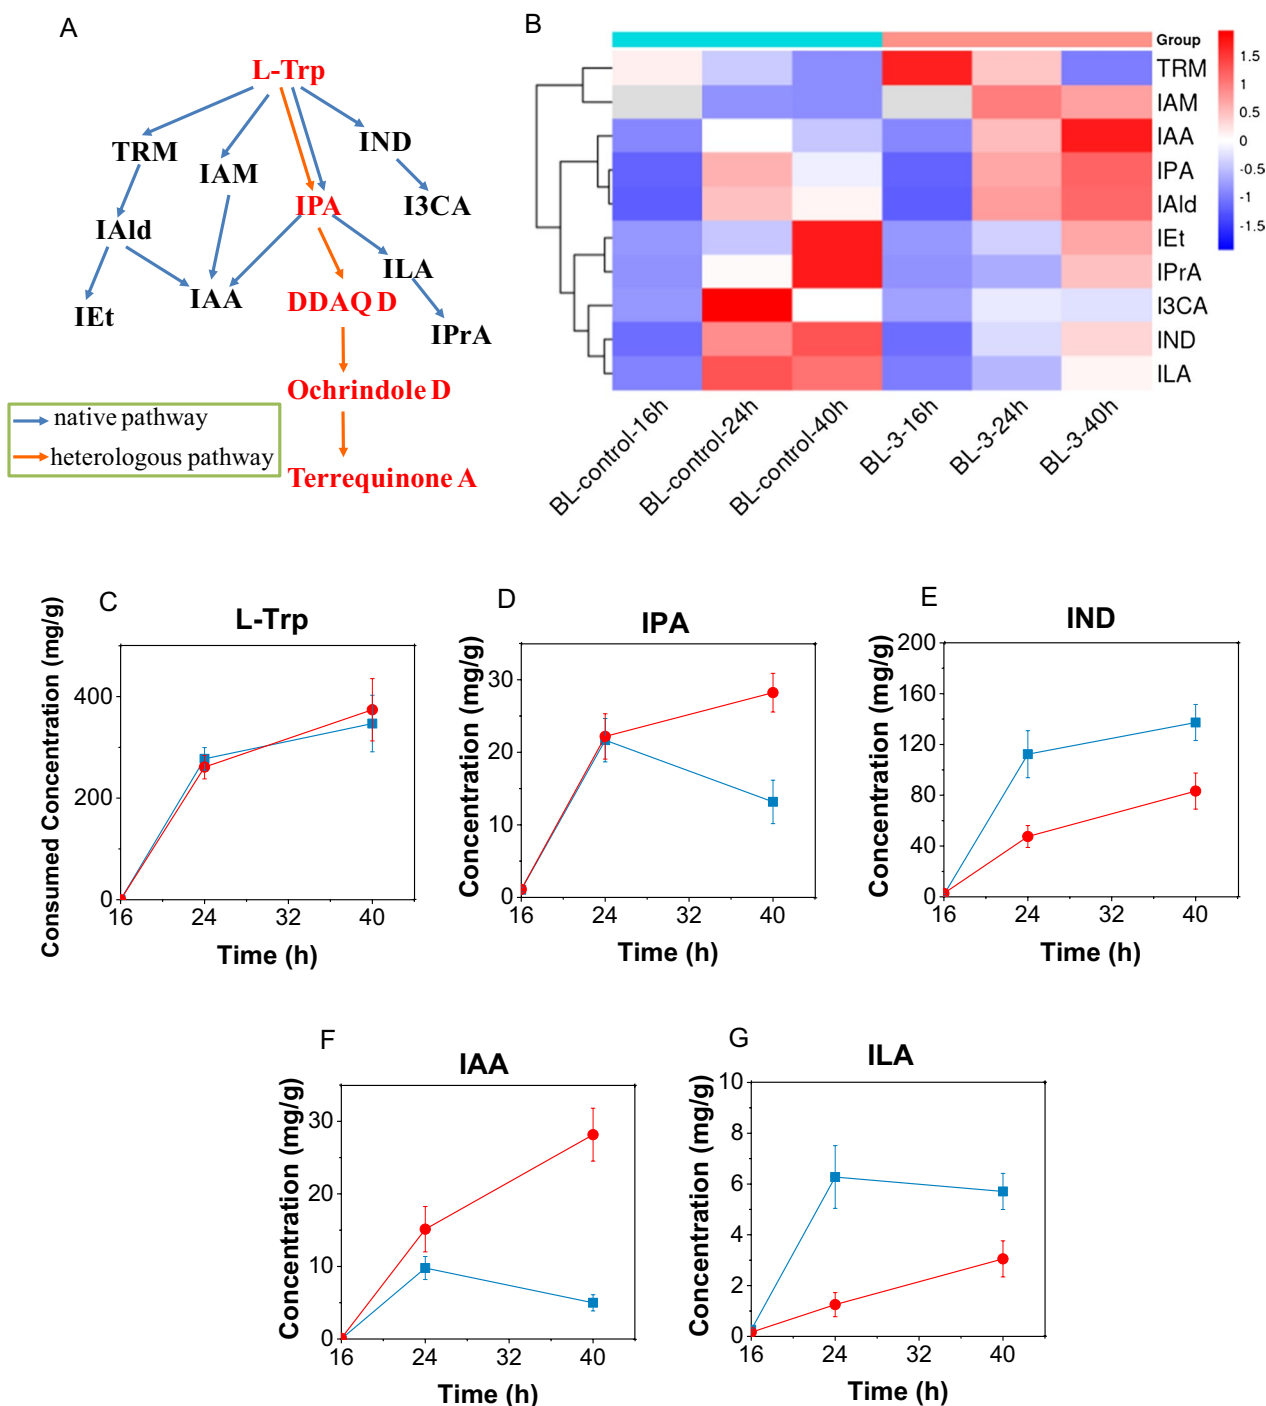 A
L-Trp
TRM
IAM
IND
IPA
I3CA
IAld
ILA
IAA
DDAQ D
IEt
IPrA
Ochrindole D
native pathway
heterologous pathway
Terrequinone A
B
Group
TRM
IAM
IAA
IPA
IAld
IEt
IPrA
I3CA
IND
ILA
1.5
1
0.5
0
-0.5
-1
-1.5
BL-control-16h
BL-control-24h
BL-control-40h
BL-3-16h
BL-3-24h
BL-3-40h
C
L-Trp
Consumed Concentration (mg/g)
400
200
0
16 24 32 40
Time (h)
D
IPA
Concentration (mg/g)
30
20
10
0
16 24 32 40
Time (h)
E
IND
Concentration (mg/g)
200
160
120
80
40
0
16 24 32 40
Time (h)
F
IAA
Concentration (mg/g)
30
20
10
0
16 24 32 40
Time (h)
G
ILA
Concentration (mg/g)
10
8
6
4
2
0
16 24 32 40
Time (h)